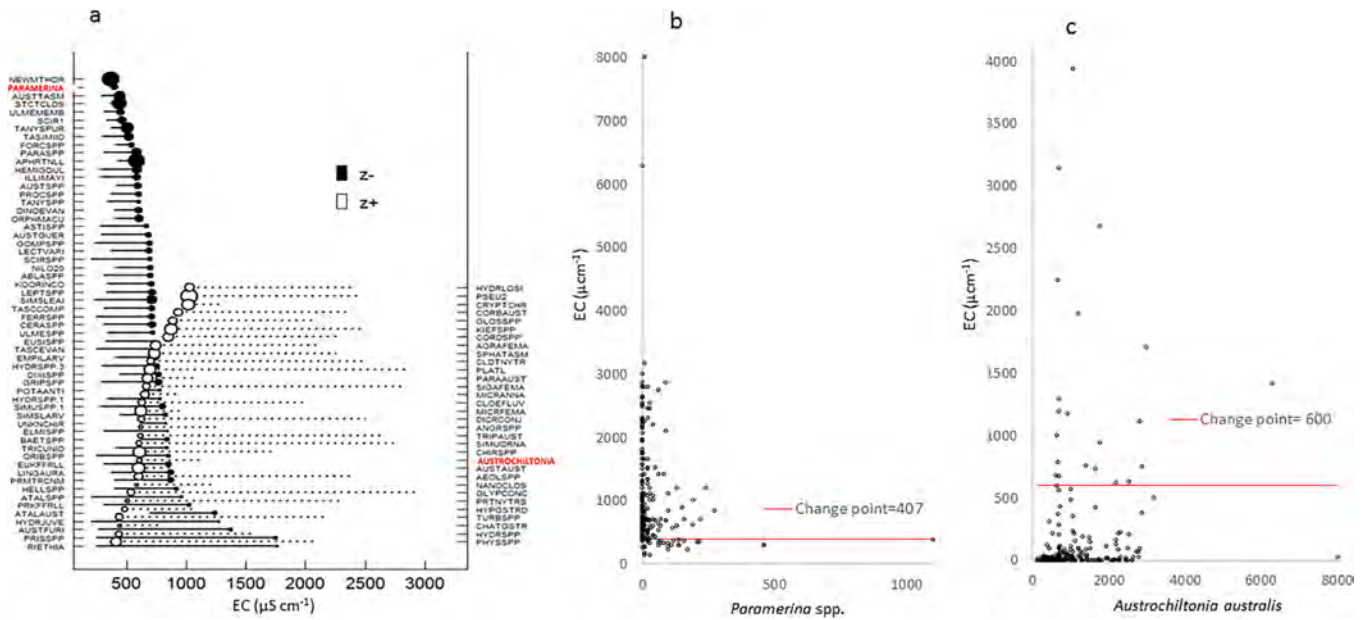 a
NEWMTHOR
PARAMERINA
AUSTTASM
STCTCLOS
ULMEMEMB
SCIR1
TANYSPUR
TASIMIID
FORCSPP
PARASPP
APHRTNLL
HEMIGOUL
ILLIMAYI
AUSTSPP
PROCSPP
TANYSPP
DINOEVAN
ORPHMACU
ASTISPP
AUSTGUER
GOMPSPP
LECTVARI
SCIRSPP
NILO20
ABLASPP
KOORINCO
LEPTSPP
SIMSLEAI
TASCCOMP
FERRSPP
CERASPP
ULMESPP
EUSISPP
TASCEVAN
EMPILARV
HYDRSPP.3
DIXISPP
GRIPSPP
POTAANTI
HYDRSPP.1
SIMUSPP.1
SIMSLARV
UNKNCHIR
ELMISPP
BAETSPP
TRICUNID
ORIBSPP
EUKFFRLL
LINGAURA
PRMTRCNM
HELLSPP
ATALSPP
PRKFFRLL
ATALAUST
HYDRJUVE
AUSTFURI
PRISSPP
RIETHIA
z-
z+
HYDRLOSI
PSEU2
CRYPTCHR
CORBAUST
GLOSSPP
KIEFSPP
CORDSPP
AGRAFEMA
SPHATASM
CLDTNYTR
PLATL
PARAAUST
SIGAFEMA
MICRANNA
CLOEFLUV
MICRFEMA
DICRCONJ
ANGRSPP
TRIPAUST
SIMUORNA
CHIRSPP
AUSTROCHILTONIA
AUSTAUST
AEOLSPP
NANOCLOS
GLYPCONC
PRTNYTRS
HYPGSTRD
TURBSPP
CHATGSTR
HYDRSPP
PHYSSPP
500 1000 1500 2000 2500 3000
EC (µS cm⁻¹)
b
8000
7000
6000
5000
4000
3000
2000
1000
0
EC (µcm⁻¹)
Change point=407
0 500 1000
Paramerina spp.
c
4000
3500
3000
2500
2000
1500
1000
500
0
EC (µcm⁻¹)
Change point= 600
0 2000 4000 6000 8000
Austrochiltonia australis